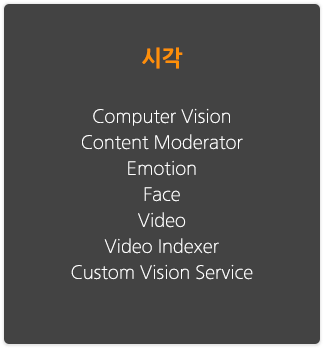 시각
Computer Vision
Content Moderator
Emotion
Face
Video
Video Indexer
Custom Vision Service